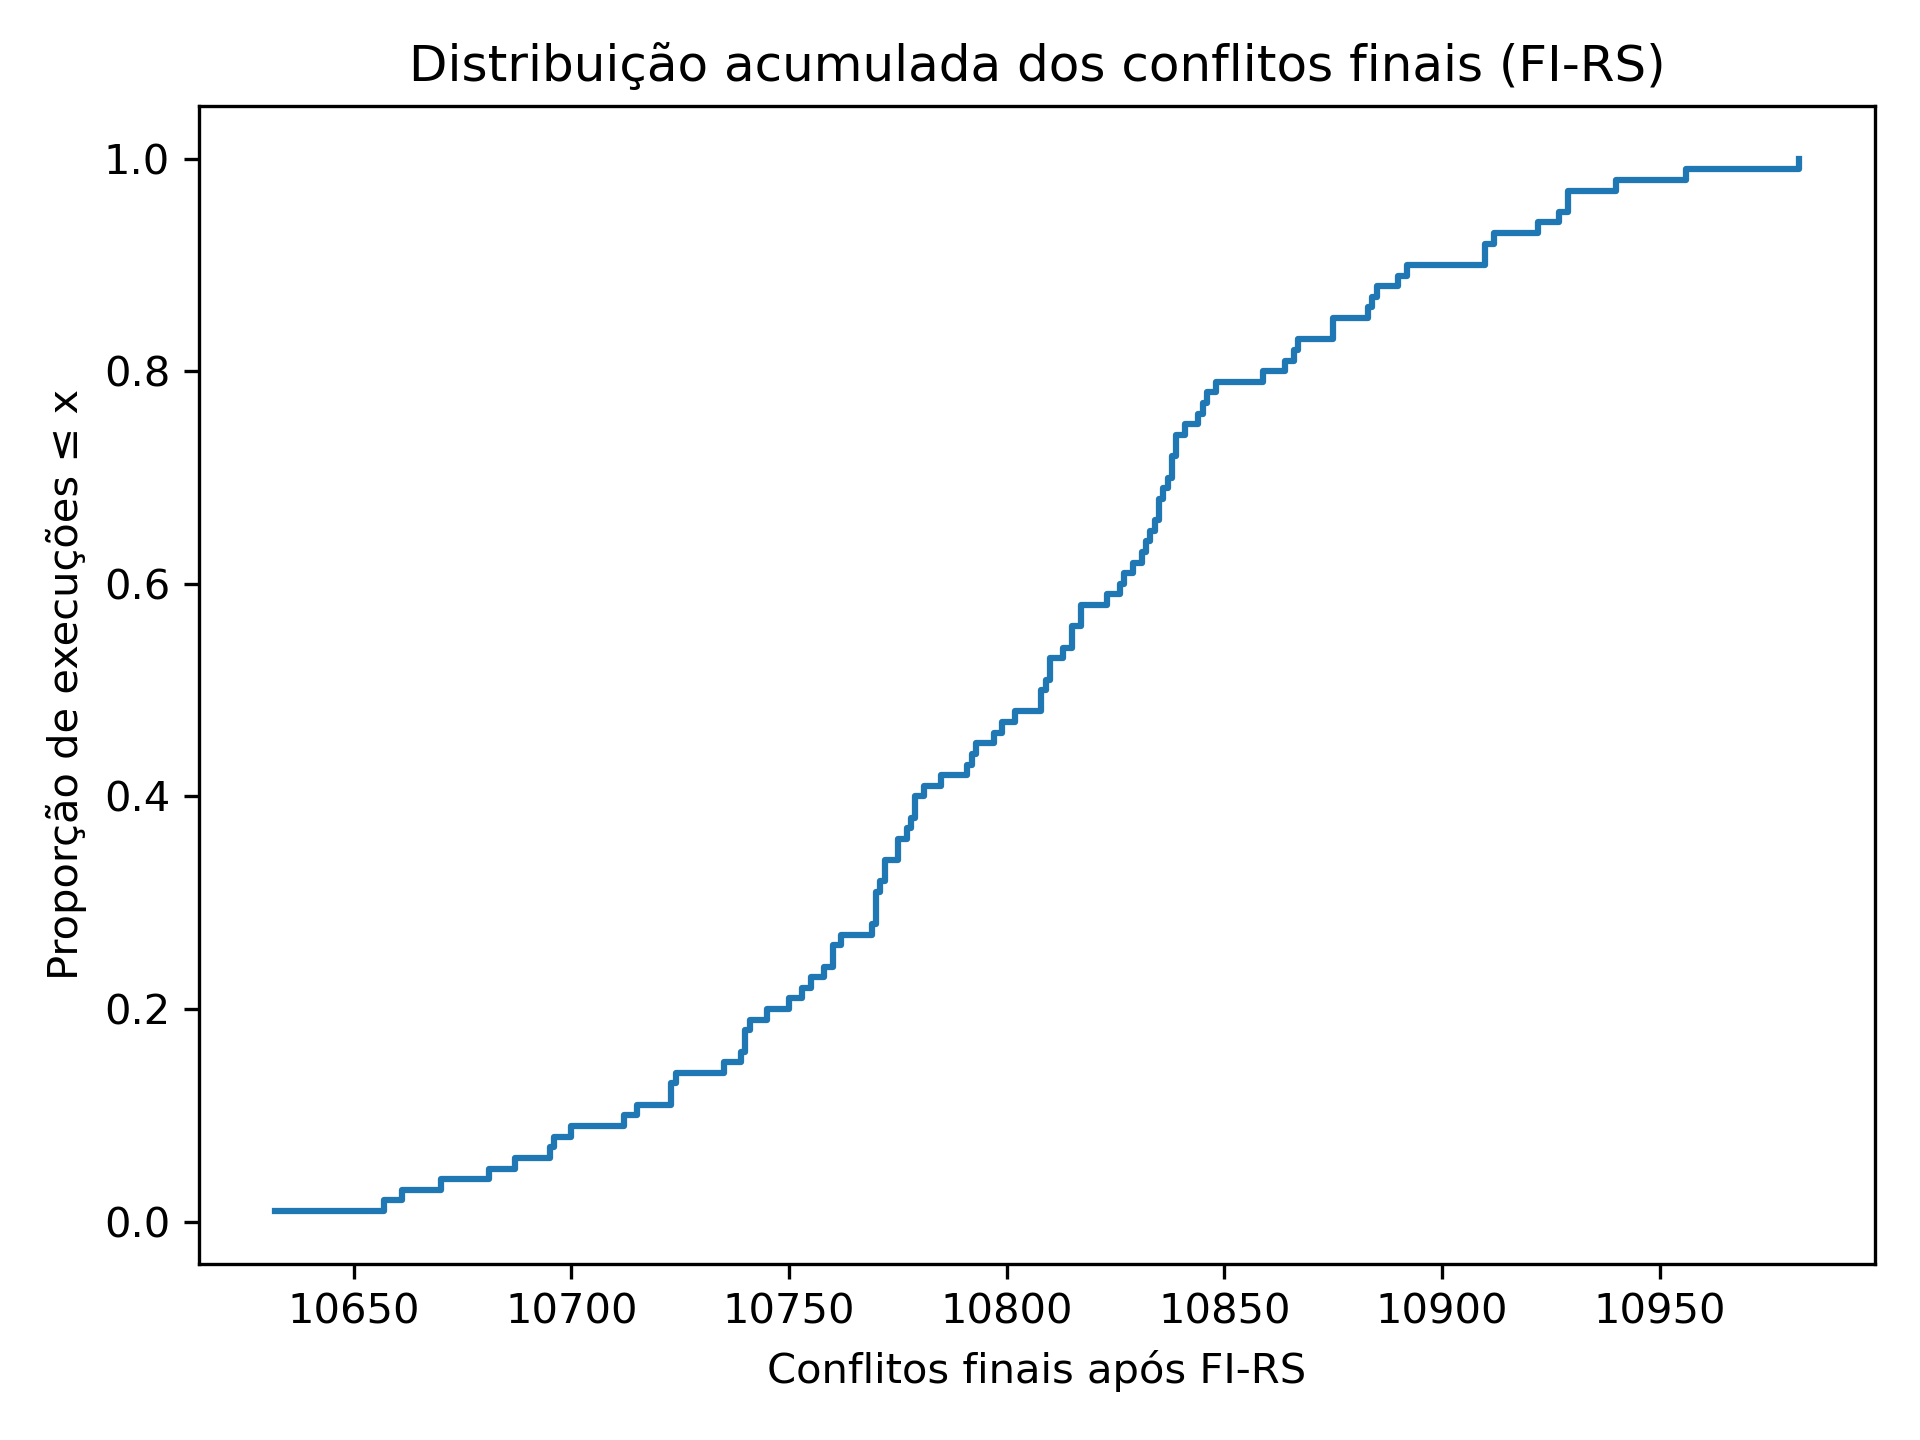 Distribuição acumulada dos conflitos finais (FI-RS)
Proporção de execuções ≤ x
1.0
0.8
0.6
0.4
0.2
0.0
10650 10700 10750 10800 10850 10900 10950
Conflitos finais após FI-RS